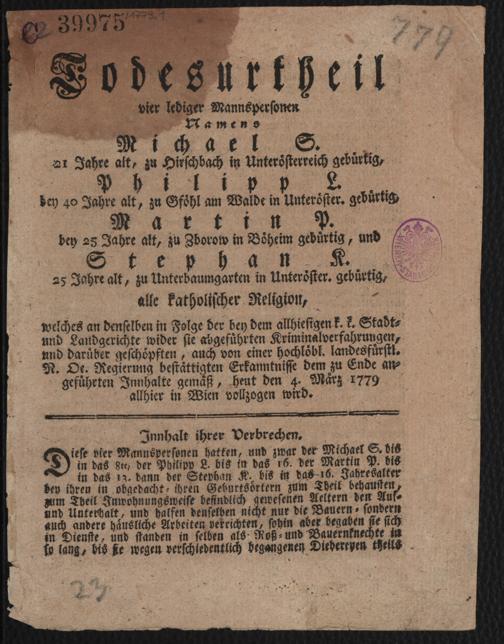 39975
779
Todesurtheil
vier lediger Mannspersonen
Namens
Michael S.
21 Jahre alt, zu Hirschbach in Unterösterreich gebürtig,
Philipp L.
bey 40 Jahre alt, zu Gföhl am Walde in Unteröster. gebürtig,
Martin P.
bey 25 Jahre alt, zu Zborow in Böheim gebürtig, und
Stephan K.
25 Jahre alt, zu Unterbaumgarten in Unteröster. gebürtig,
alle katholischer Religion,
welches an denselben in Folge der bey dem allhiesigen k. k. Stadt-
und Landgerichte wider sie abgeführten Kriminalverfahrungen,
und darüber geschöpften, auch von einer hochlöbl. landesfürstl.
N. Oe. Regierung bestättigten Erkanntnisse dem zu Ende an-
geführten Innhalte gemäß, heut den 4. März 1779
allhier in Wien vollzogen wird.
Innhalt ihrer Verbrechen.
Diese vier Mannspersonen hatten, und zwar der Michael S. bis
in das 8te, der Philipp L. bis in das 16. der Martin P. bis
in das 13. dann der Stephan K. bis in das 16. Jahresalter
bey ihren in obgedacht-ihren Geburtsörtern zum Theil behausten,
zum Theil Innwohnungsweise befindlich gewesenen Aeltern den Auf-
und Unterhalt, und halfen denselben nicht nur die Bauern- sondern
auch andere häusliche Arbeiten verrichten, sohin aber begaben sie sich
in Dienste, und standen in selben als Roß- und Bauernknechte in
so lang, bis sie wegen verschiedentlich begangenen Diebereyen theils
23